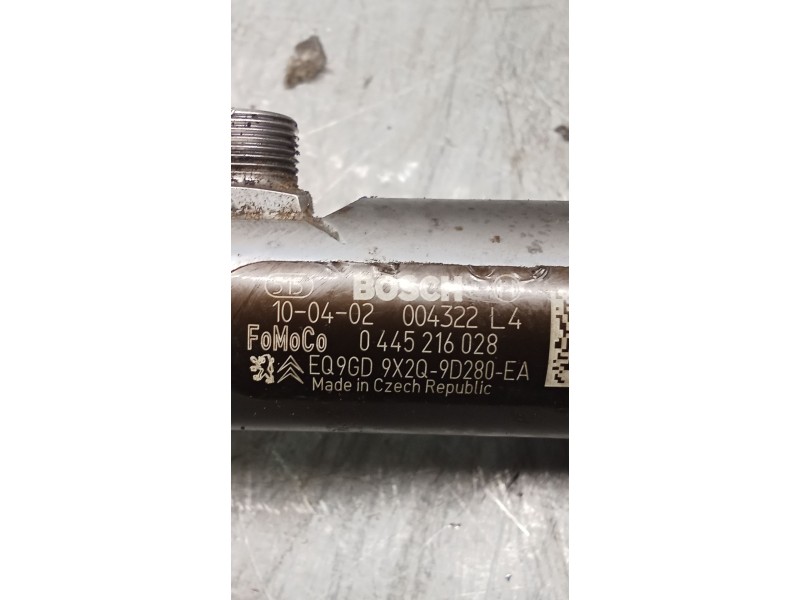 515 BOSCH
10-04-02 004322 L4
FoMoCo 0 445 216 028
EQ9GD 9X2Q-9D280-EA
Made in Czech Republic